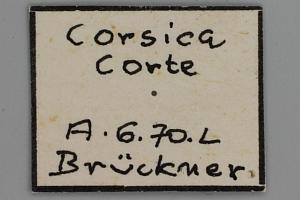 Corsica
Corte
A. 6.70.L
Brückner